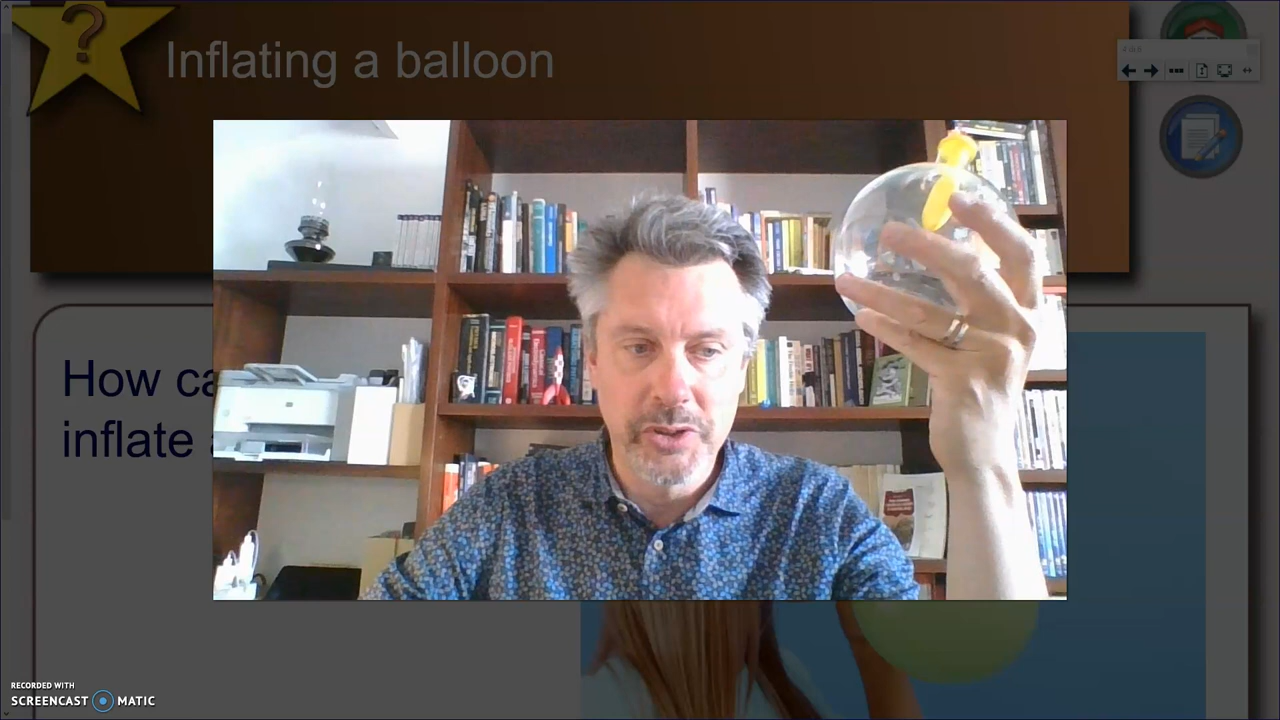 ?
Inflating a balloon
How ca
inflate
RECORDED WITH
SCREENCAST MATIC